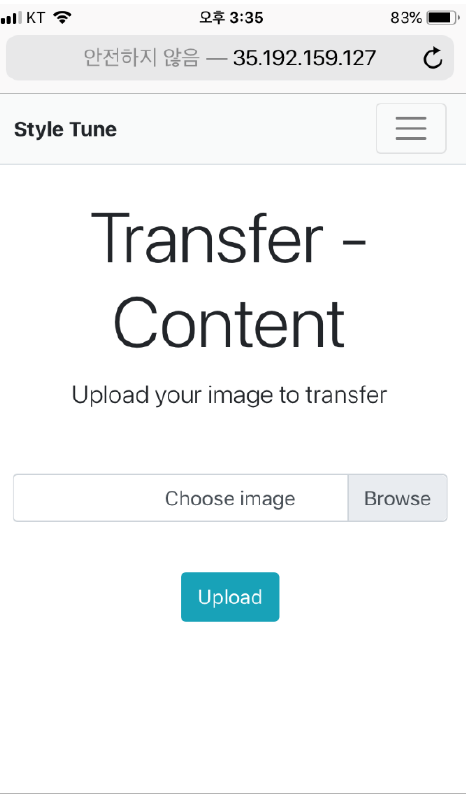 KT 오후 3:35 83%
안전하지 않음 — 35.192.159.127
Style Tune
Transfer -
Content
Upload your image to transfer
Choose image Browse
Upload